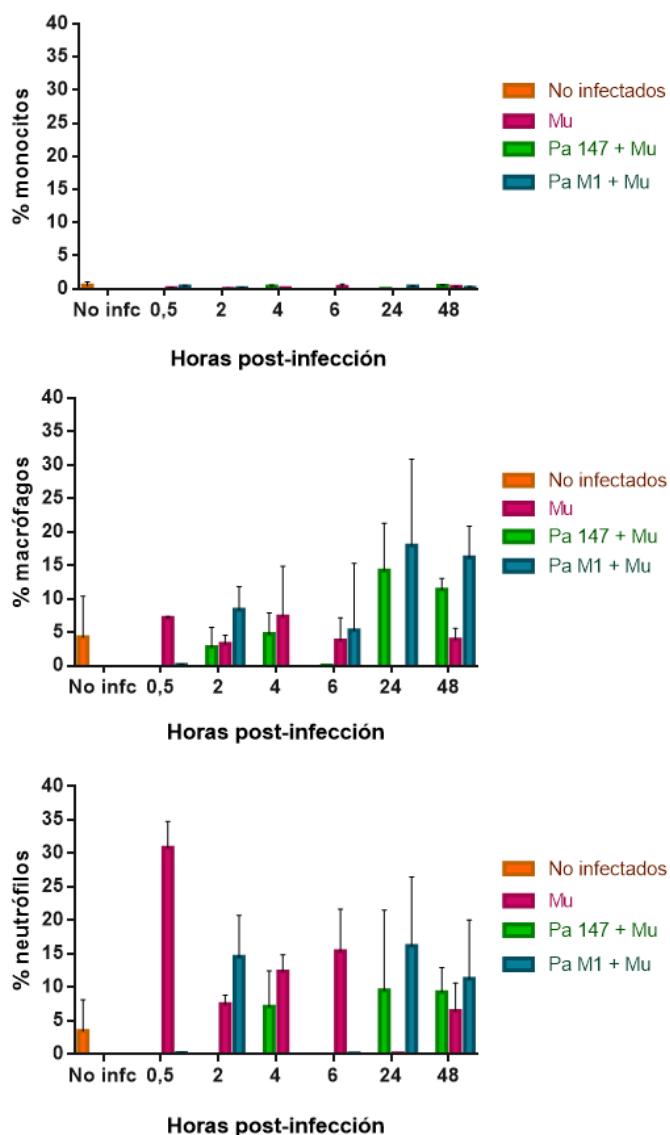 % monocitos
40
35
30
25
20
15
10
5
0
No infc 0,5 2 4 6 24 48
Horas post-infección
No infectados
Mu
Pa 147 + Mu
Pa M1 + Mu
% macrófagos
40
35
30
25
20
15
10
5
0
No infc 0,5 2 4 6 24 48
Horas post-infección
No infectados
Mu
Pa 147 + Mu
Pa M1 + Mu
% neutrófilos
40
35
30
25
20
15
10
5
0
No infc 0,5 2 4 6 24 48
Horas post-infección
No infectados
Mu
Pa 147 + Mu
Pa M1 + Mu